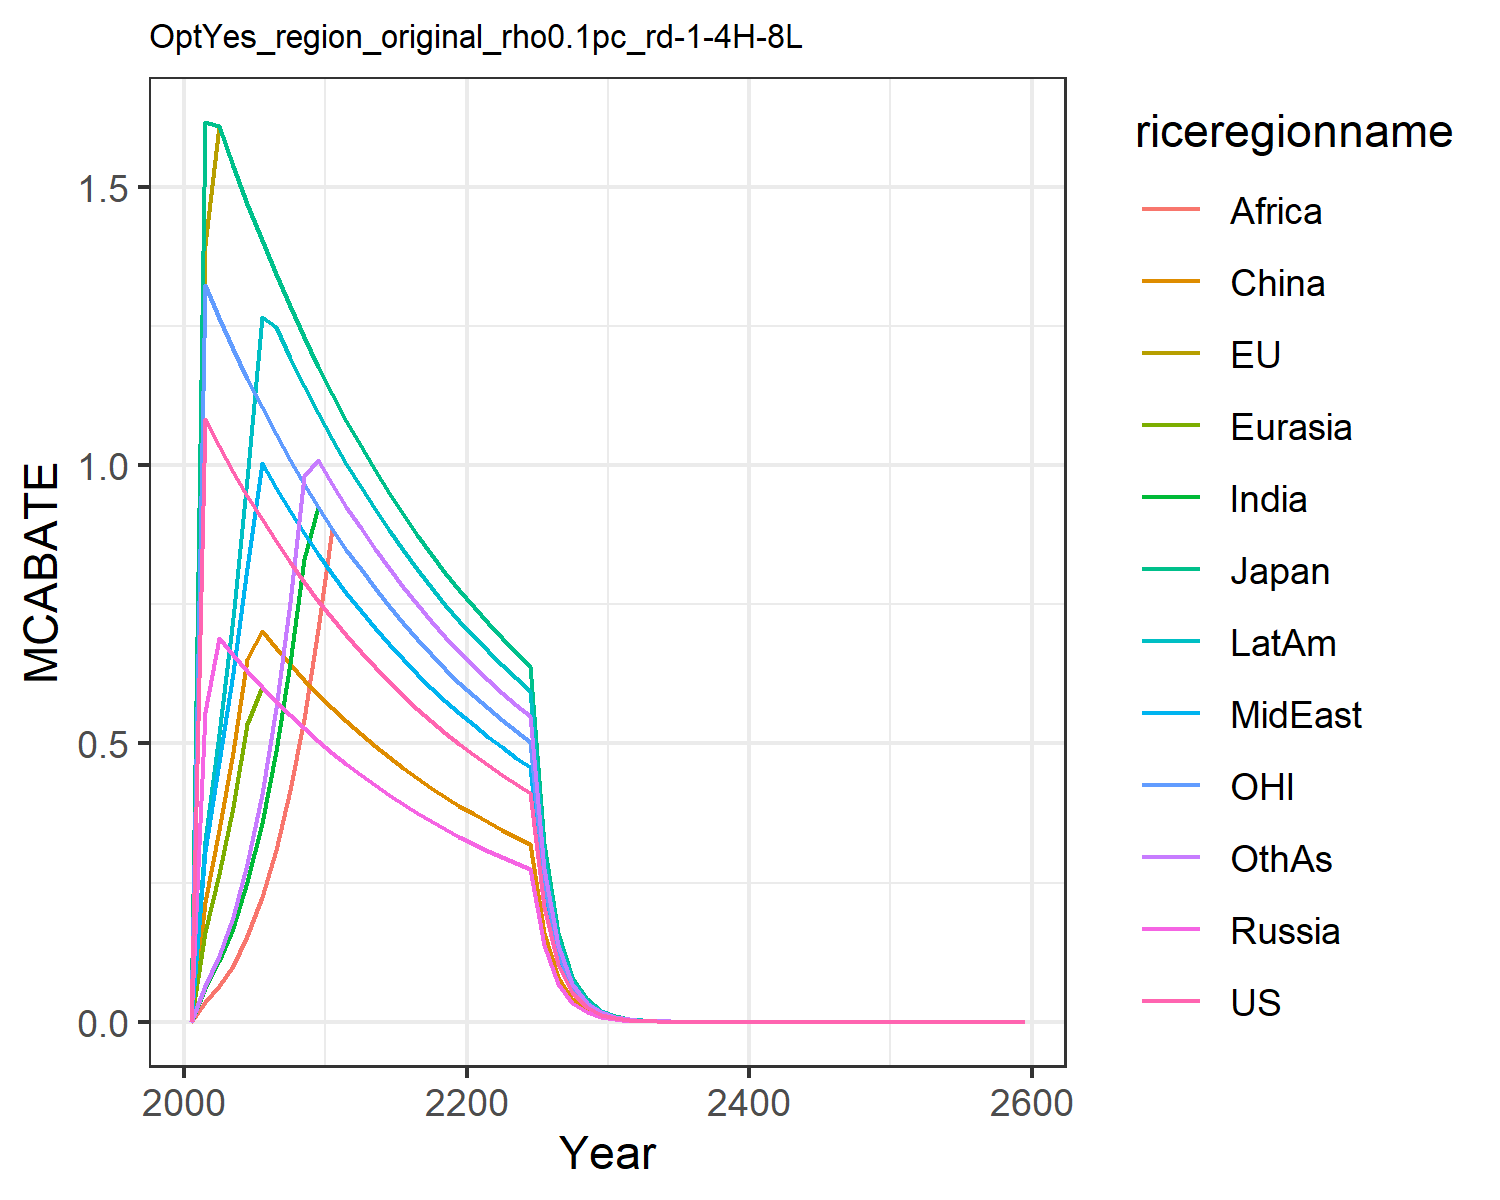 OptYes_region_original_rho0.1pc_rd-1-4H-8L
MCABATE
1.5
1.0
0.5
0.0
2000 2200 2400 2600
Year
riceregionname
Africa
China
EU
Eurasia
India
Japan
LatAm
MidEast
OHI
OthAs
Russia
US